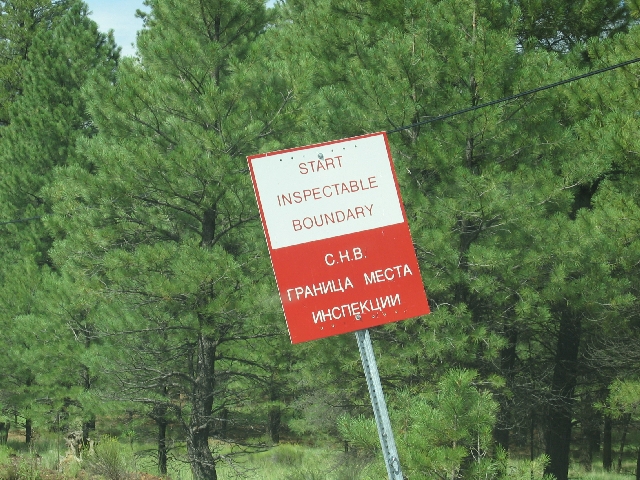 START
INSPECTABLE
BOUNDARY
С.Н.В.
ГРАНИЦА МЕСТА
ИНСПЕКЦИИ